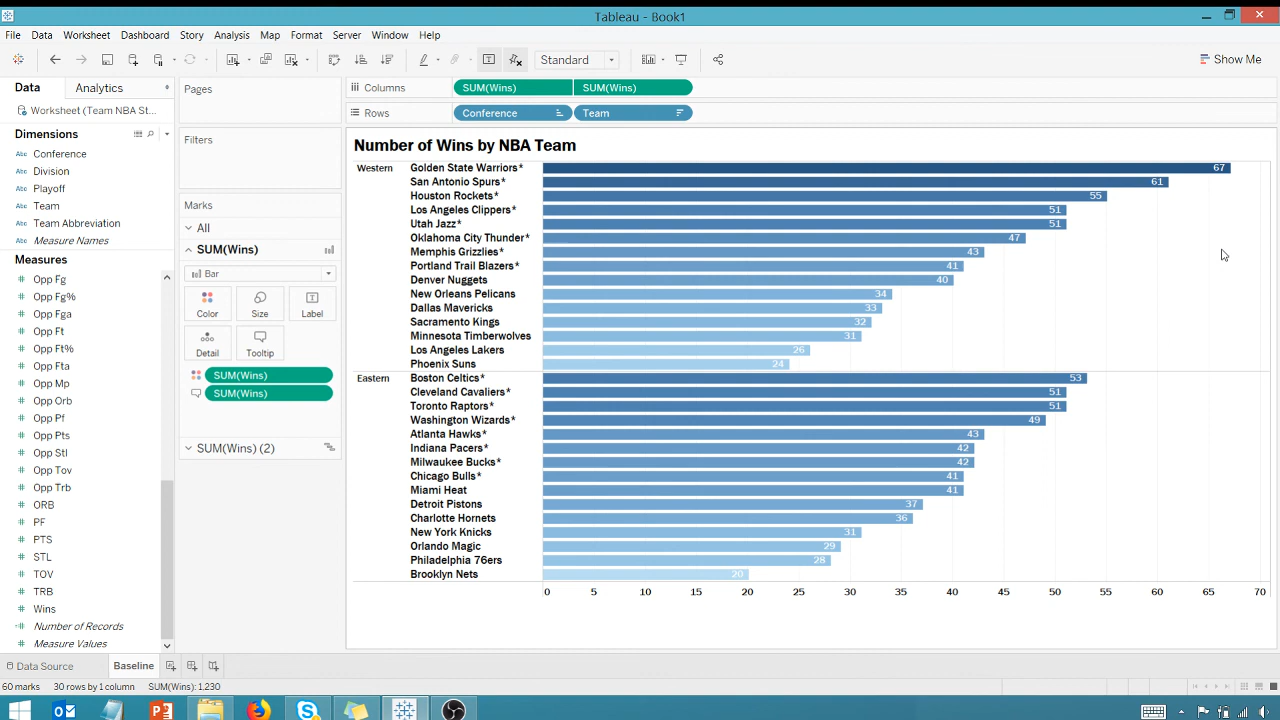 Tableau - Book1
File Data Worksheet Dashboard Story Analysis Map Format Server Window Help
Standard
Show Me
Data Analytics
Worksheet (Team NBA St...
Dimensions
Abc Conference
Abc Division
Abc Playoff
Abc Team
Abc Team Abbreviation
Abc Measure Names
Measures
# Opp Fg
# Opp Fg%
# Opp Fga
# Opp Ft
# Opp Ft%
# Opp Fta
# Opp Mp
# Opp Orb
# Opp Pf
# Opp Pts
# Opp Stl
# Opp Tov
# Opp Trb
# ORB
# PF
# PTS
# STL
# TOV
# TRB
# Wins
# Number of Records
# Measure Values
Pages
Filters
Marks
All
SUM(Wins)
Bar
Color Size Label
Detail Tooltip
SUM(Wins)
SUM(Wins)
SUM(Wins) (2)
Columns SUM(Wins) SUM(Wins)
Rows Conference Team
Number of Wins by NBA Team
Western Golden State Warriors* 67
San Antonio Spurs* 61
Houston Rockets* 55
Los Angeles Clippers* 51
Utah Jazz* 51
Oklahoma City Thunder* 47
Memphis Grizzlies* 43
Portland Trail Blazers* 41
Denver Nuggets 40
New Orleans Pelicans 34
Dallas Mavericks 33
Sacramento Kings 32
Minnesota Timberwolves 31
Los Angeles Lakers 26
Phoenix Suns 24
Eastern Boston Celtics* 53
Cleveland Cavaliers* 51
Toronto Raptors* 51
Washington Wizards* 49
Atlanta Hawks* 43
Indiana Pacers* 42
Milwaukee Bucks* 42
Chicago Bulls* 41
Miami Heat 41
Detroit Pistons 37
Charlotte Hornets 36
New York Knicks 31
Orlando Magic 29
Philadelphia 76ers 28
Brooklyn Nets 20
0 5 10 15 20 25 30 35 40 45 50 55 60 65 70
Data Source Baseline
60 marks 30 rows by 1 column SUM(Wins): 1,230